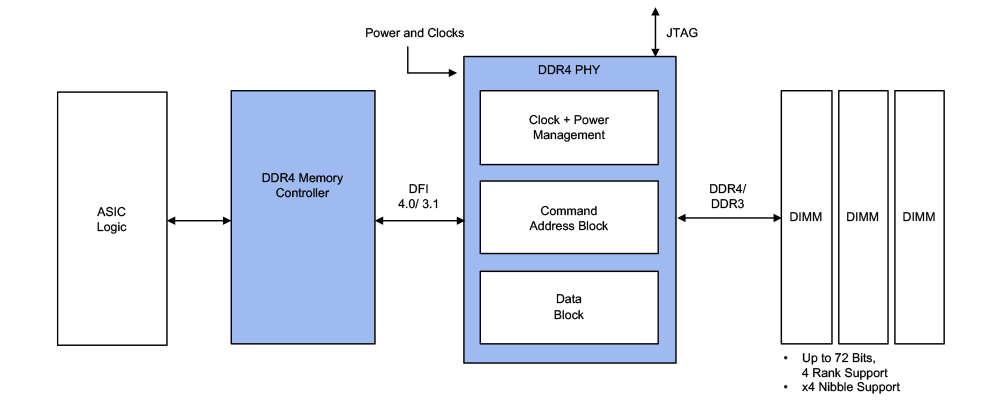 Power and Clocks
JTAG
DDR4 PHY
Clock + Power
Management
DDR4 Memory
Controller
DFI
4.0/ 3.1
DDR4/
DDR3
ASIC
Logic
Command
Address Block
DIMM
DIMM
DIMM
Data
Block
• Up to 72 Bits,
4 Rank Support
• x4 Nibble Support